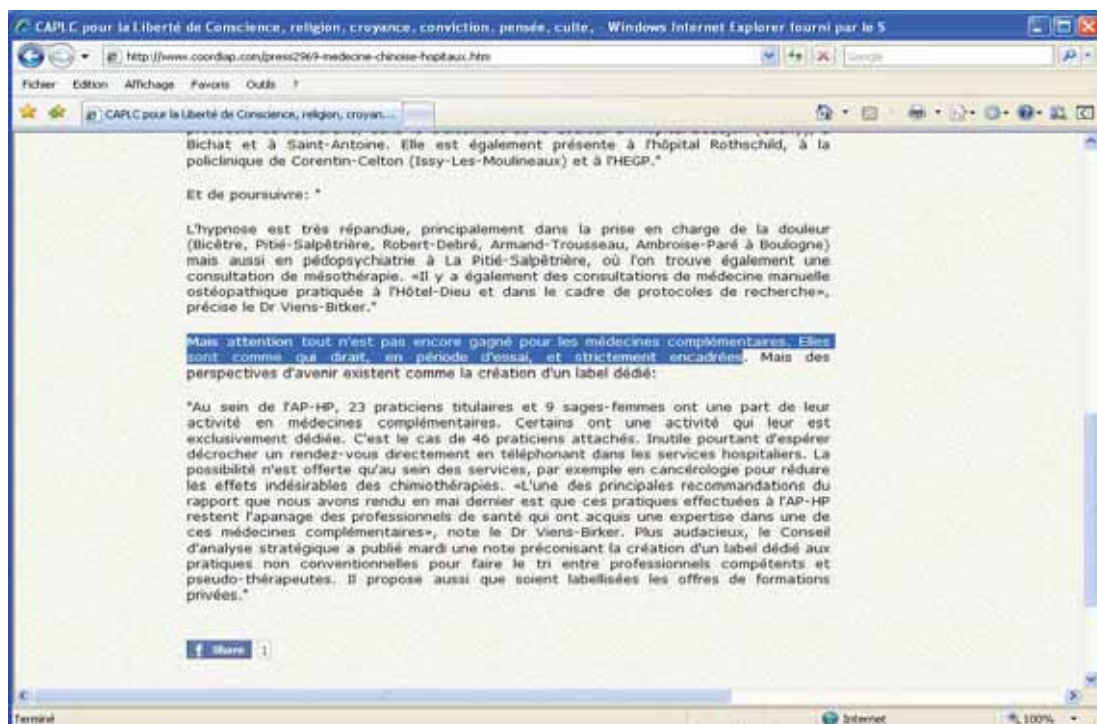 CAPLC pour la Liberté de Conscience, religion, croyance, conviction, pensée, culte, Windows Internet Explorer fourni par le S
http://www.coordiap.com/press2969-medecine-chinoise-hopitaux.htm
Google
Fichier Edition Affichage Favoris Outils ?
CAPLC pour la Liberté de Conscience, religion, croyan...
Bichat et à Saint-Antoine. Elle est également présente à l'hôpital Rothschild, à la
policlinique de Corentin-Celton (Issy-Les-Moulineaux) et à l'HEGP."
Et de poursuivre: "
L'hypnose est très répandue, principalement dans la prise en charge de la douleur
(Bicêtre, Pitié-Salpêtrière, Robert-Debré, Armand-Trousseau, Ambroise-Paré à Boulogne)
mais aussi en pédopsychiatrie à La Pitié-Salpêtrière, où l'on trouve également une
consultation de mésothérapie. «Il y a également des consultations de médecine manuelle
ostéopathique pratiquée à l'Hôtel-Dieu et dans le cadre de protocoles de recherche»,
précise le Dr Viens-Bitker."
Mais attention tout n'est pas encore gagné pour les médecines complémentaires. Elles
sont comme qui dirait, en période d'essai, et strictement encadrées. Mais des
perspectives d'avenir existent comme la création d'un label dédié:
"Au sein de l'AP-HP, 23 praticiens titulaires et 9 sages-femmes ont une part de leur
activité en médecines complémentaires. Certains ont une activité qui leur est
exclusivement dédiée. C'est le cas de 46 praticiens attachés. Inutile pourtant d'espérer
décrocher un rendez-vous directement en téléphonant dans les services hospitaliers. La
possibilité n'est offerte qu'au sein des services, par exemple en cancérologie pour réduire
les effets indésirables des chimiothérapies. «L'une des principales recommandations du
rapport que nous avons rendu en mai dernier est que ces pratiques effectuées à l'AP-HP
restent l'apanage des professionnels de santé qui ont acquis une expertise dans une de
ces médecines complémentaires», note le Dr Viens-Birker. Plus audacieux, le Conseil
d'analyse stratégique a publié mardi une note préconisant la création d'un label dédié aux
pratiques non conventionnelles pour faire le tri entre professionnels compétents et
pseudo-thérapeutes. Il propose aussi que soient labellisées les offres de formations
privées."
f Share 1
Terminé Internet 100%